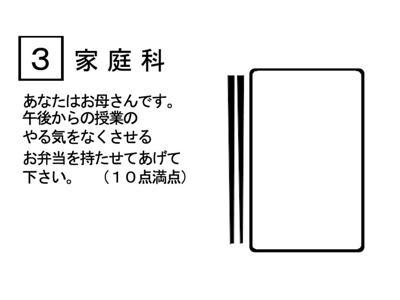 3 家庭科
あなたはお母さんです。
午後からの授業の
やる気をなくさせる
お弁当を持たせてあげて
下さい。　（１０点満点）